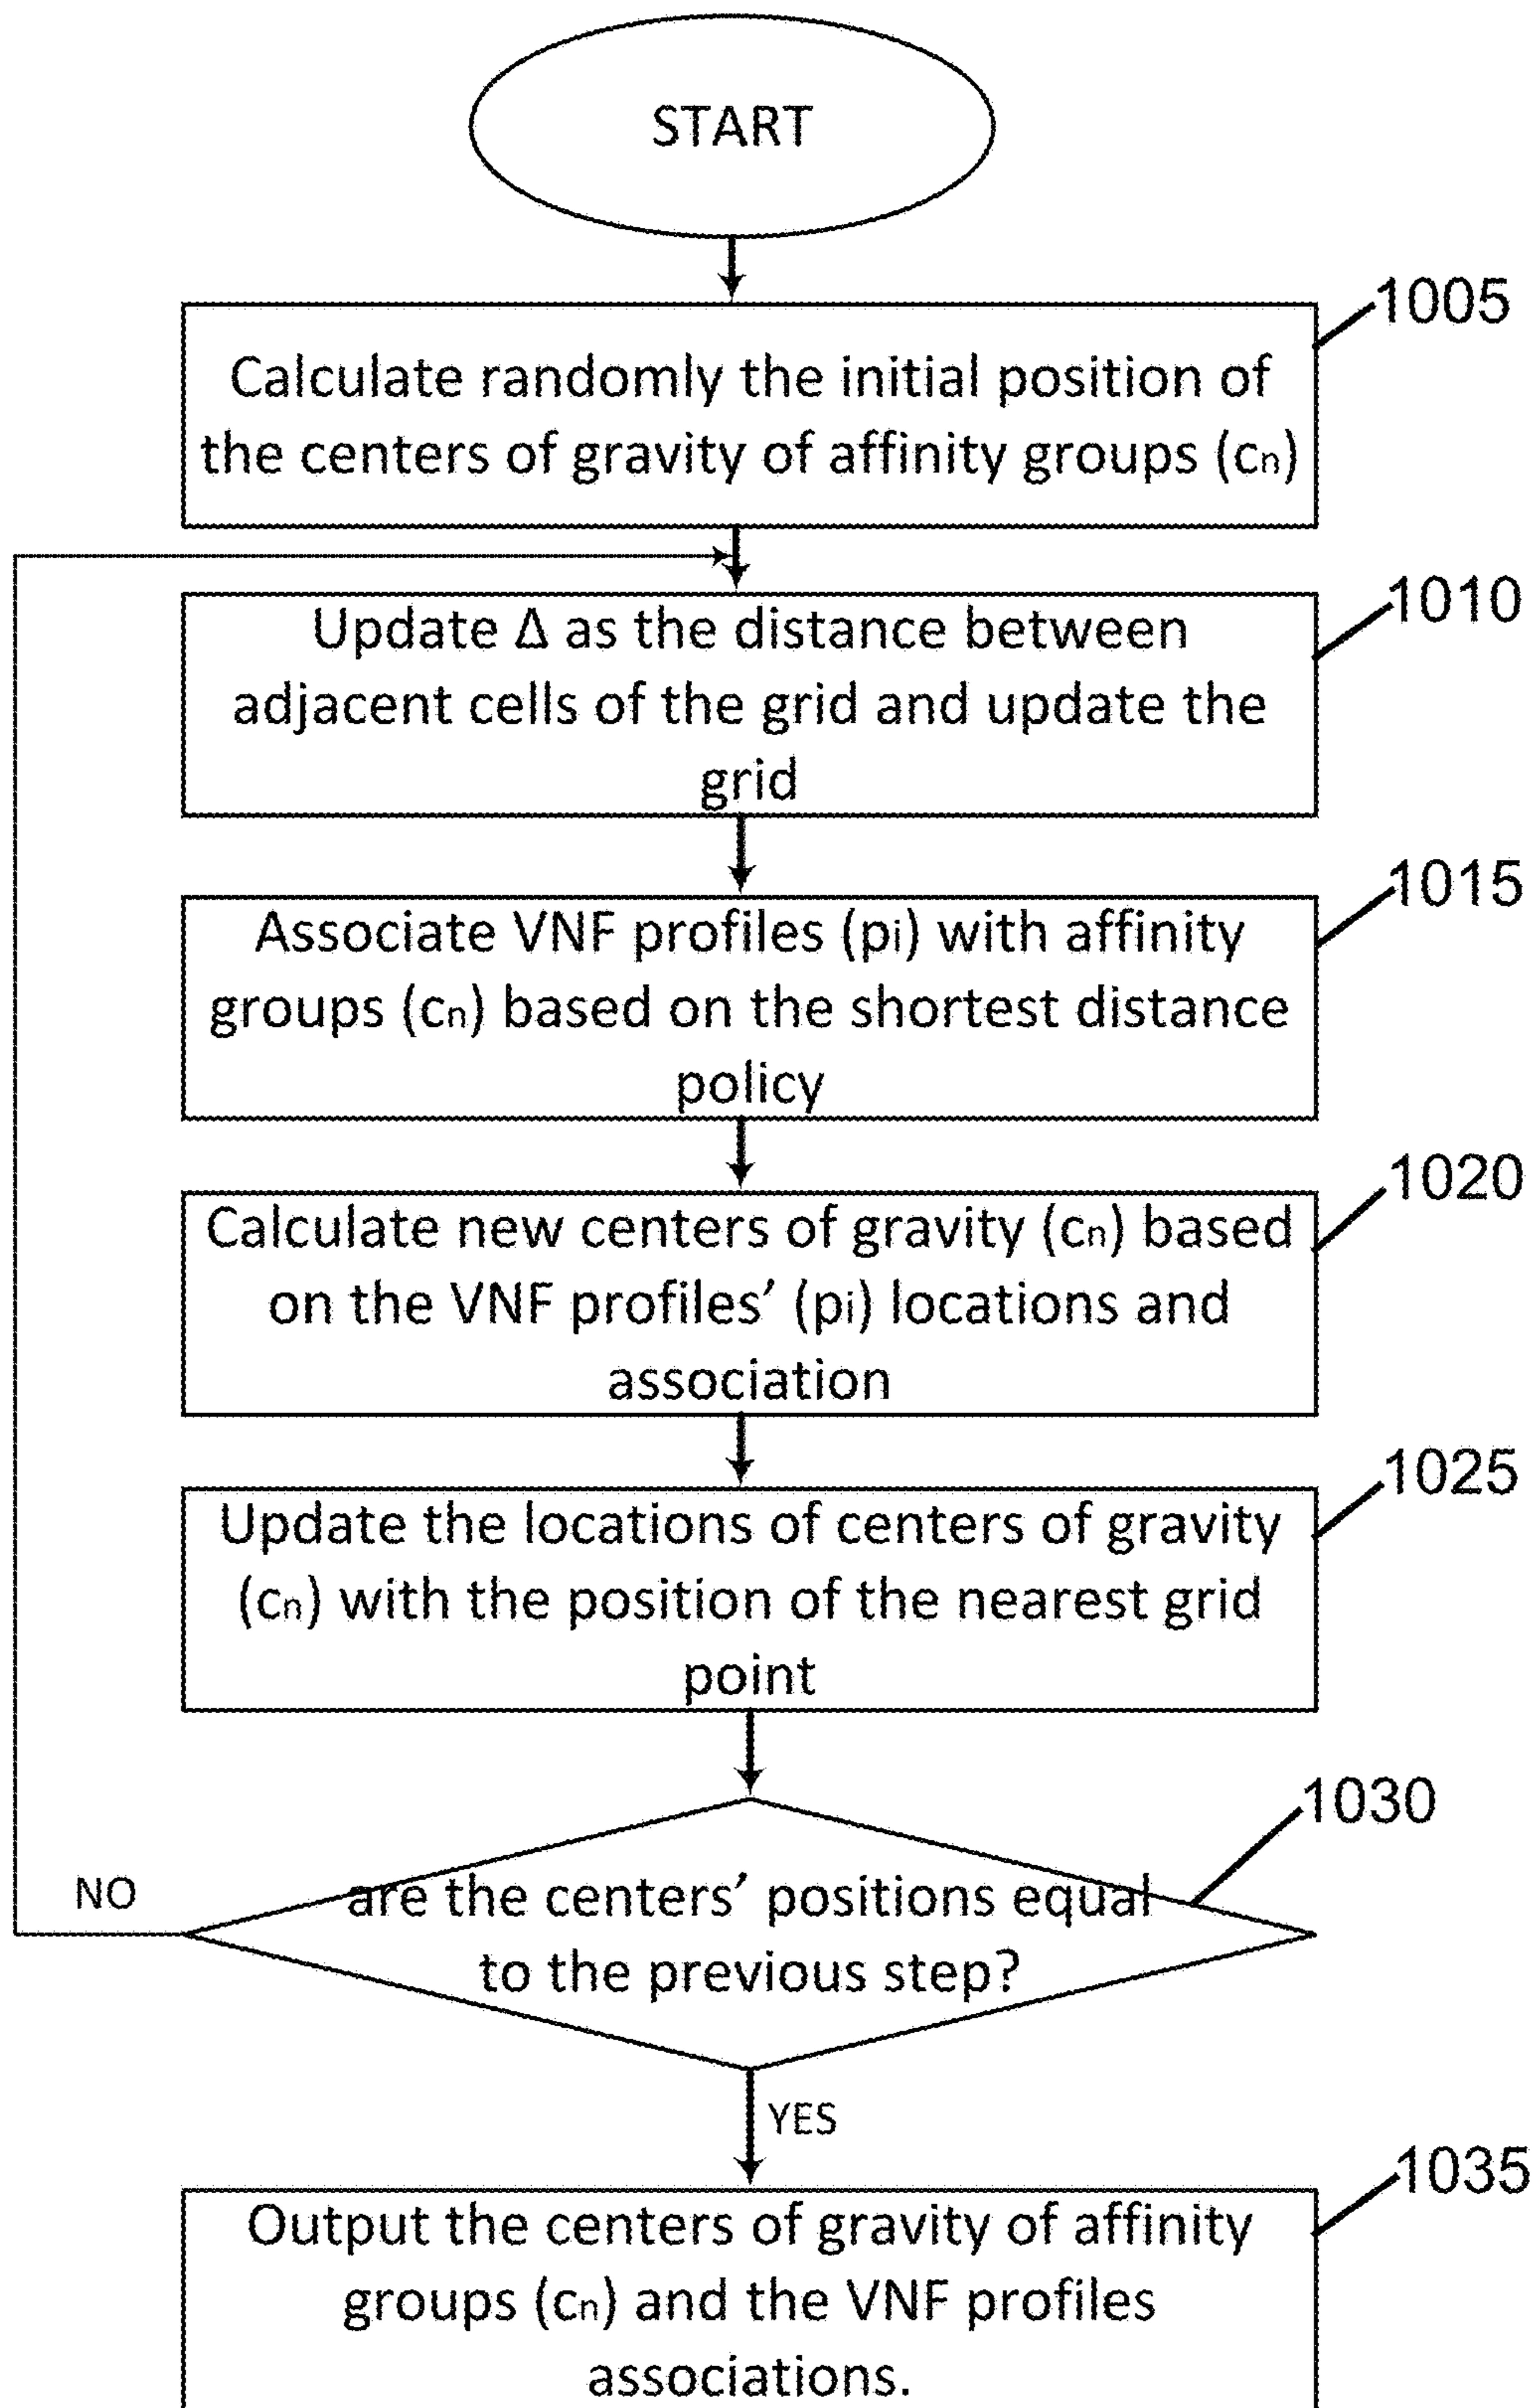 START
1005
Calculate randomly the initial position of
the centers of gravity of affinity groups (cn)
1010
Update Δ as the distance between
adjacent cells of the grid and update the
grid
1015
Associate VNF profiles (pi) with affinity
groups (cn) based on the shortest distance
policy
1020
Calculate new centers of gravity (cn) based
on the VNF profiles’ (pi) locations and
association
1025
Update the locations of centers of gravity
(cn) with the position of the nearest grid
point
1030
are the centers’ positions equal
to the previous step?
NO
YES
1035
Output the centers of gravity of affinity
groups (cn) and the VNF profiles
associations.